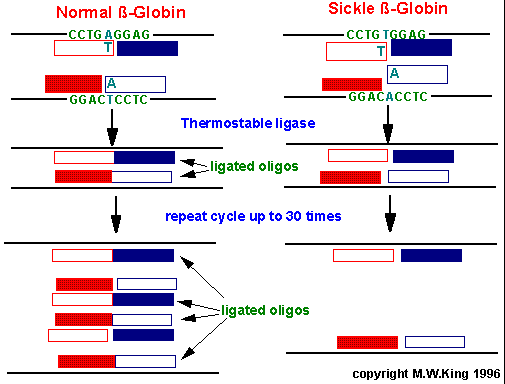 Normal ß-Globin
Sickle ß-Globin
CCTGAGGAG
T
A
GGACTCCTC
CCTGTGGAG
T
A
GGACACCTC
Thermostable ligase
ligated oligos
repeat cycle up to 30 times
ligated oligos
copyright M.W.King 1996